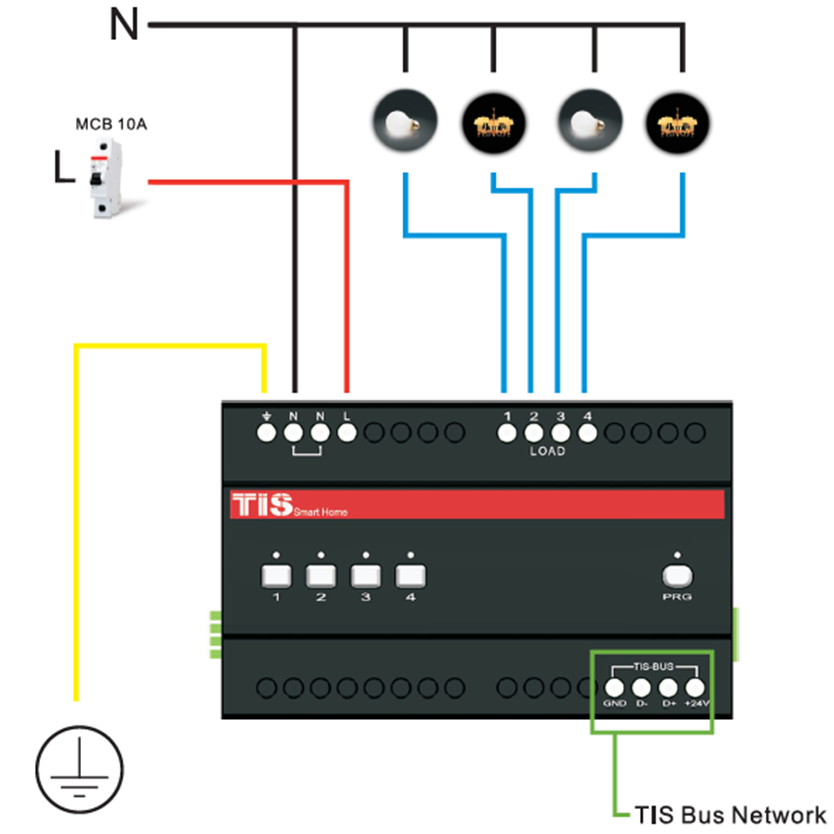 N
MCB 10A
L
N N L
1 2 3 4
LOAD
TIS Smart Home
1 2 3 4
PRG
TIS-BUS
GND D- D+ +24V
TIS Bus Network